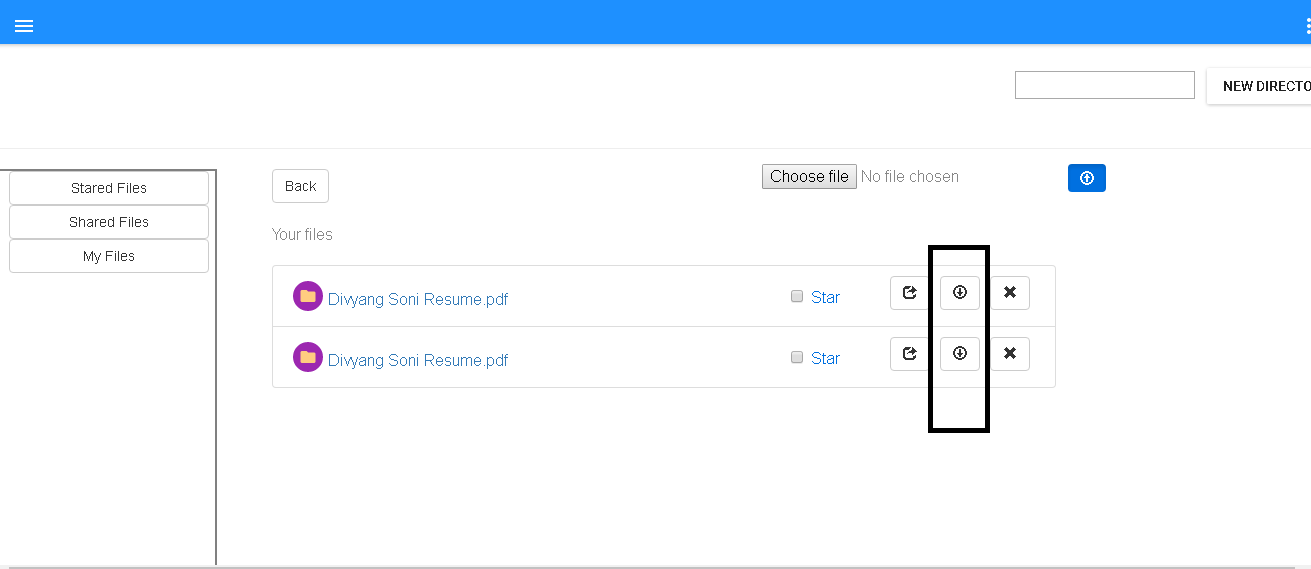 NEW DIRECTO
Stared Files
Shared Files
My Files
Back
Choose file No file chosen
Your files
Divyang Soni Resume.pdf Star
Divyang Soni Resume.pdf Star